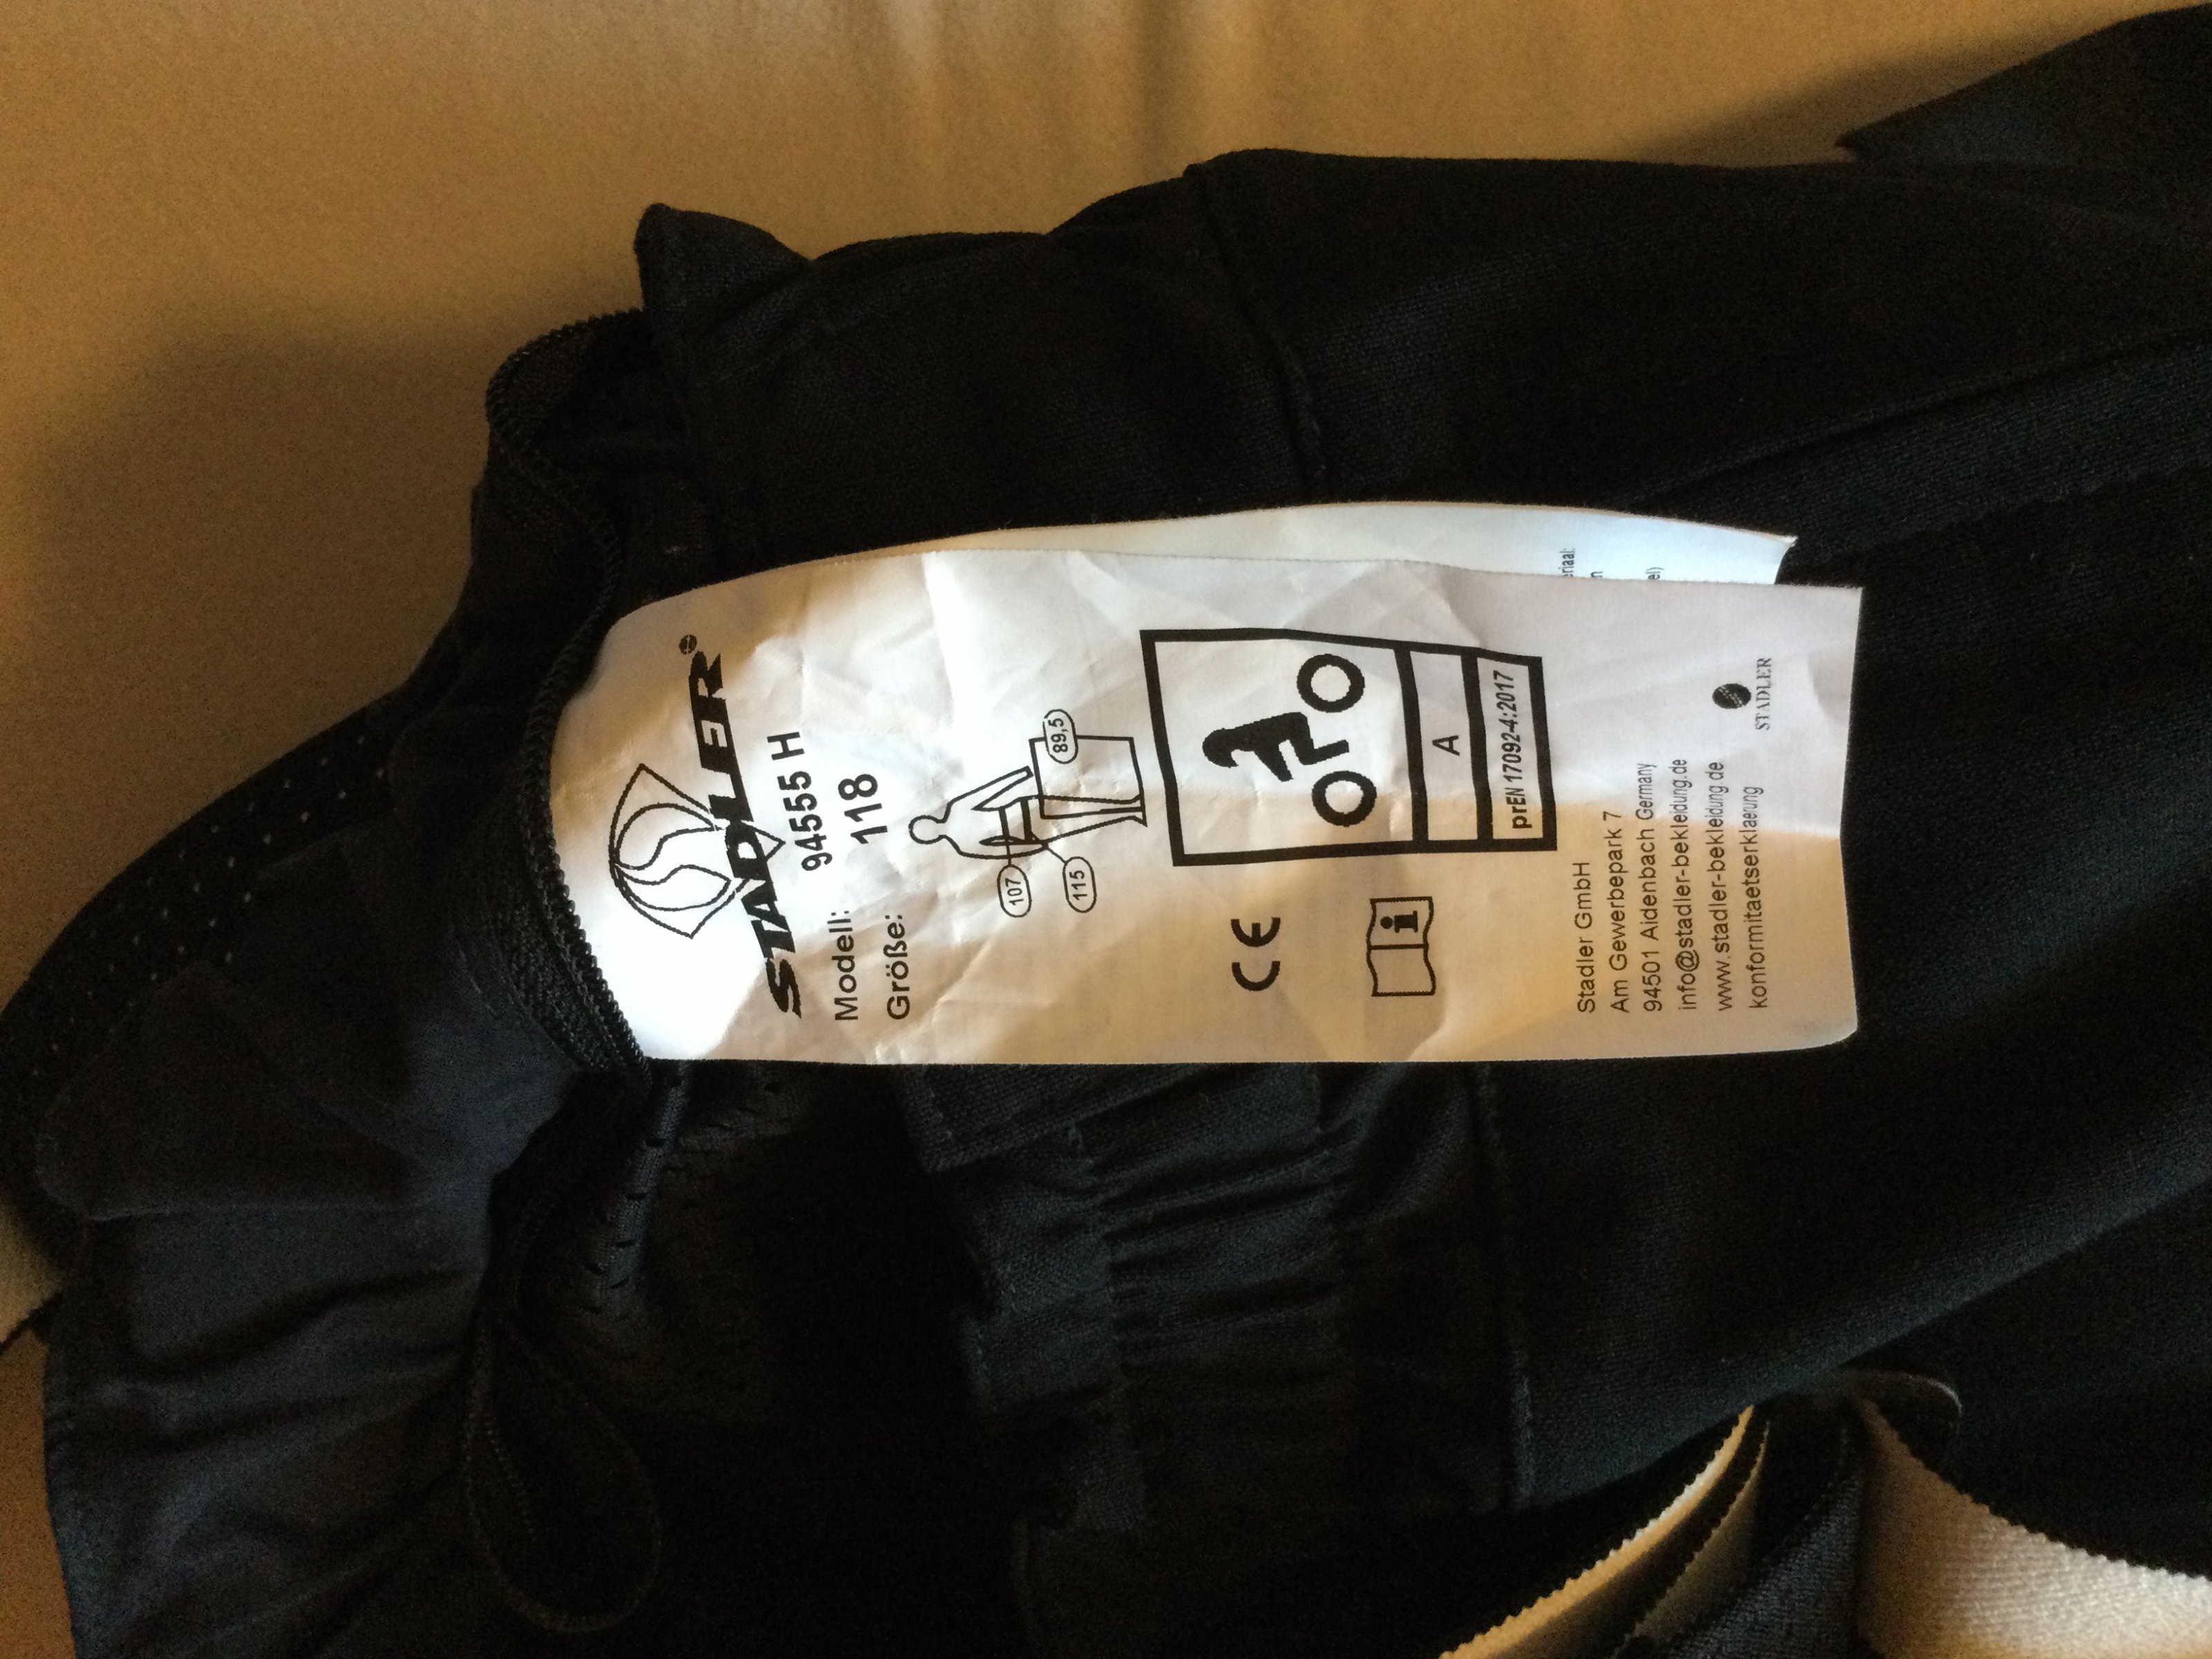 STADLER
Modell: 94555 H
Größe: 118
107
115
89,5
CE
A
prEN 17092-4:2017
i
Stadler GmbH
Am Gewerbepark 7
94501 Aidenbach Germany
info@stadler-bekleidung.de
www.stadler-bekleidung.de
konformitaetserklaerung
STADLER